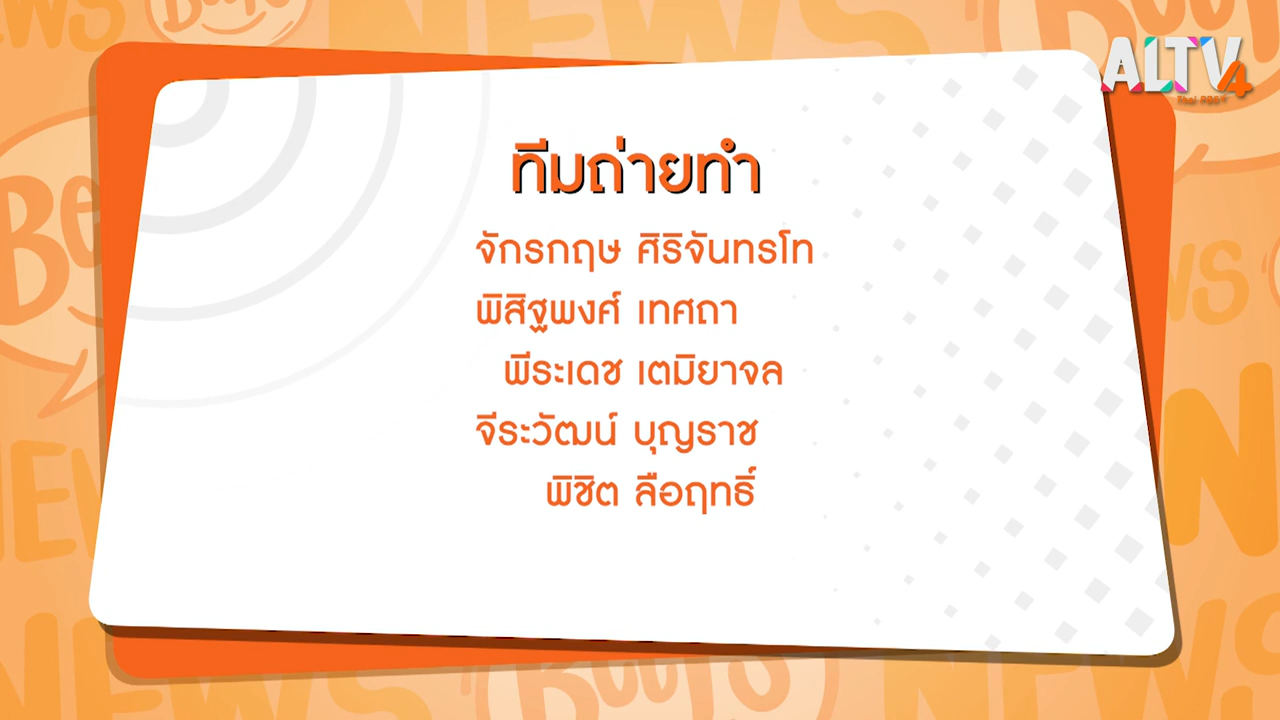 ALTV4
Thai PBS
ทีมถ่ายทำ
จักรกฤษ ศิริจันทรโท
พิสิฐพงศ์ เทศถา
พีระเดช เตมิยาจล
จีระวัฒน์ บุญราช
พิชิต ลือฤทธิ์